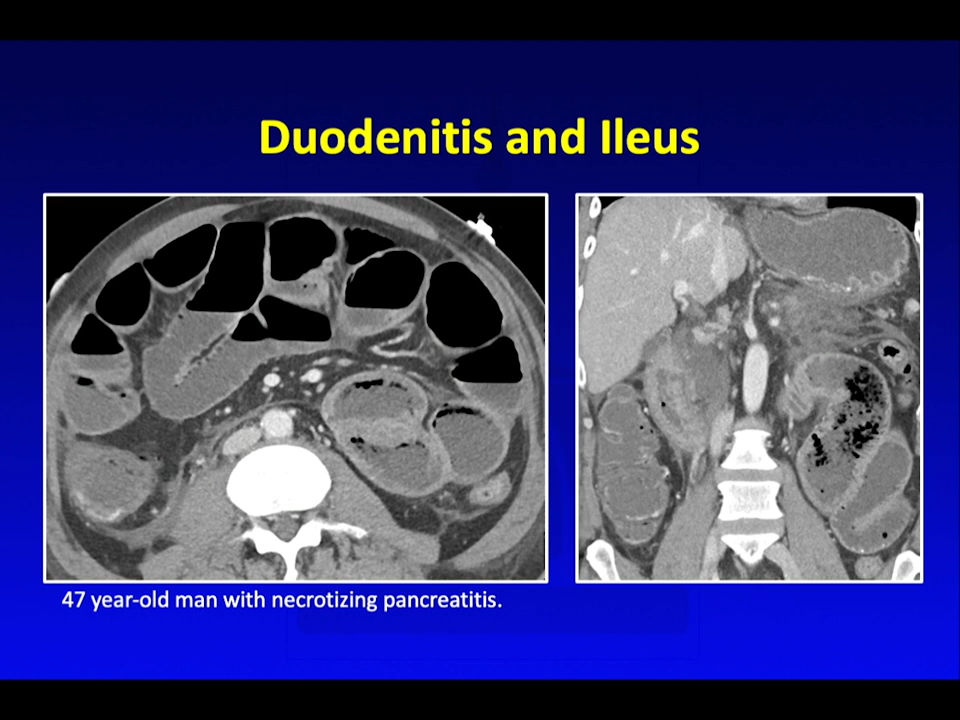 Duodenitis and Ileus
47 year-old man with necrotizing pancreatitis.